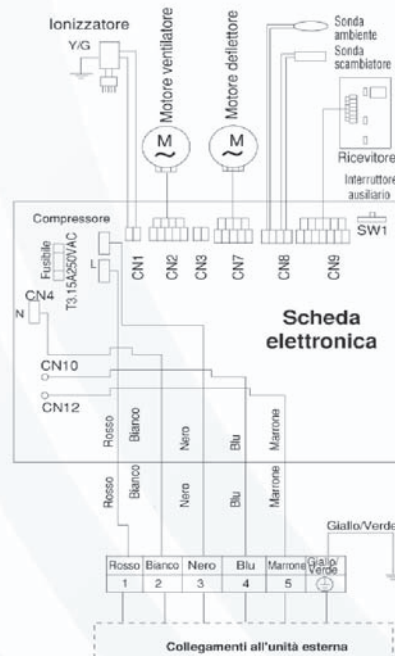 Ionizzatore
Y/G
Motore ventilatore
Motore deflettore
M
~
M
~
Sonda
ambiente
Sonda
scambiatore
Ricevitore
Interruttore
ausiliario
SW1
Compressore
Fusibile
T3.15A250VAC
L
CN1
CN2
CN3
CN7
CN8
CN9
CN4
N
CN10
CN12
Scheda
elettronica
Rosso
Bianco
Nero
Blu
Marrone
Rosso
Bianco
Nero
Blu
Marrone
Giallo/Verde
Rosso Bianco Nero Blu Marrone Giallo/
Verde
1 2 3 4 5
Collegamenti all'unità esterna